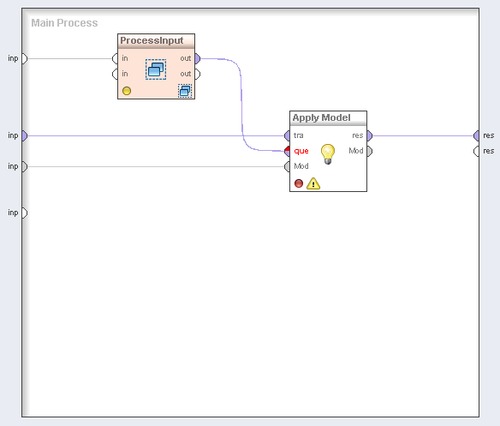 Main Process
ProcessInput
inp
in
out
in
out
Apply Model
inp
tra
res
res
que
Mod
res
inp
Mod
inp